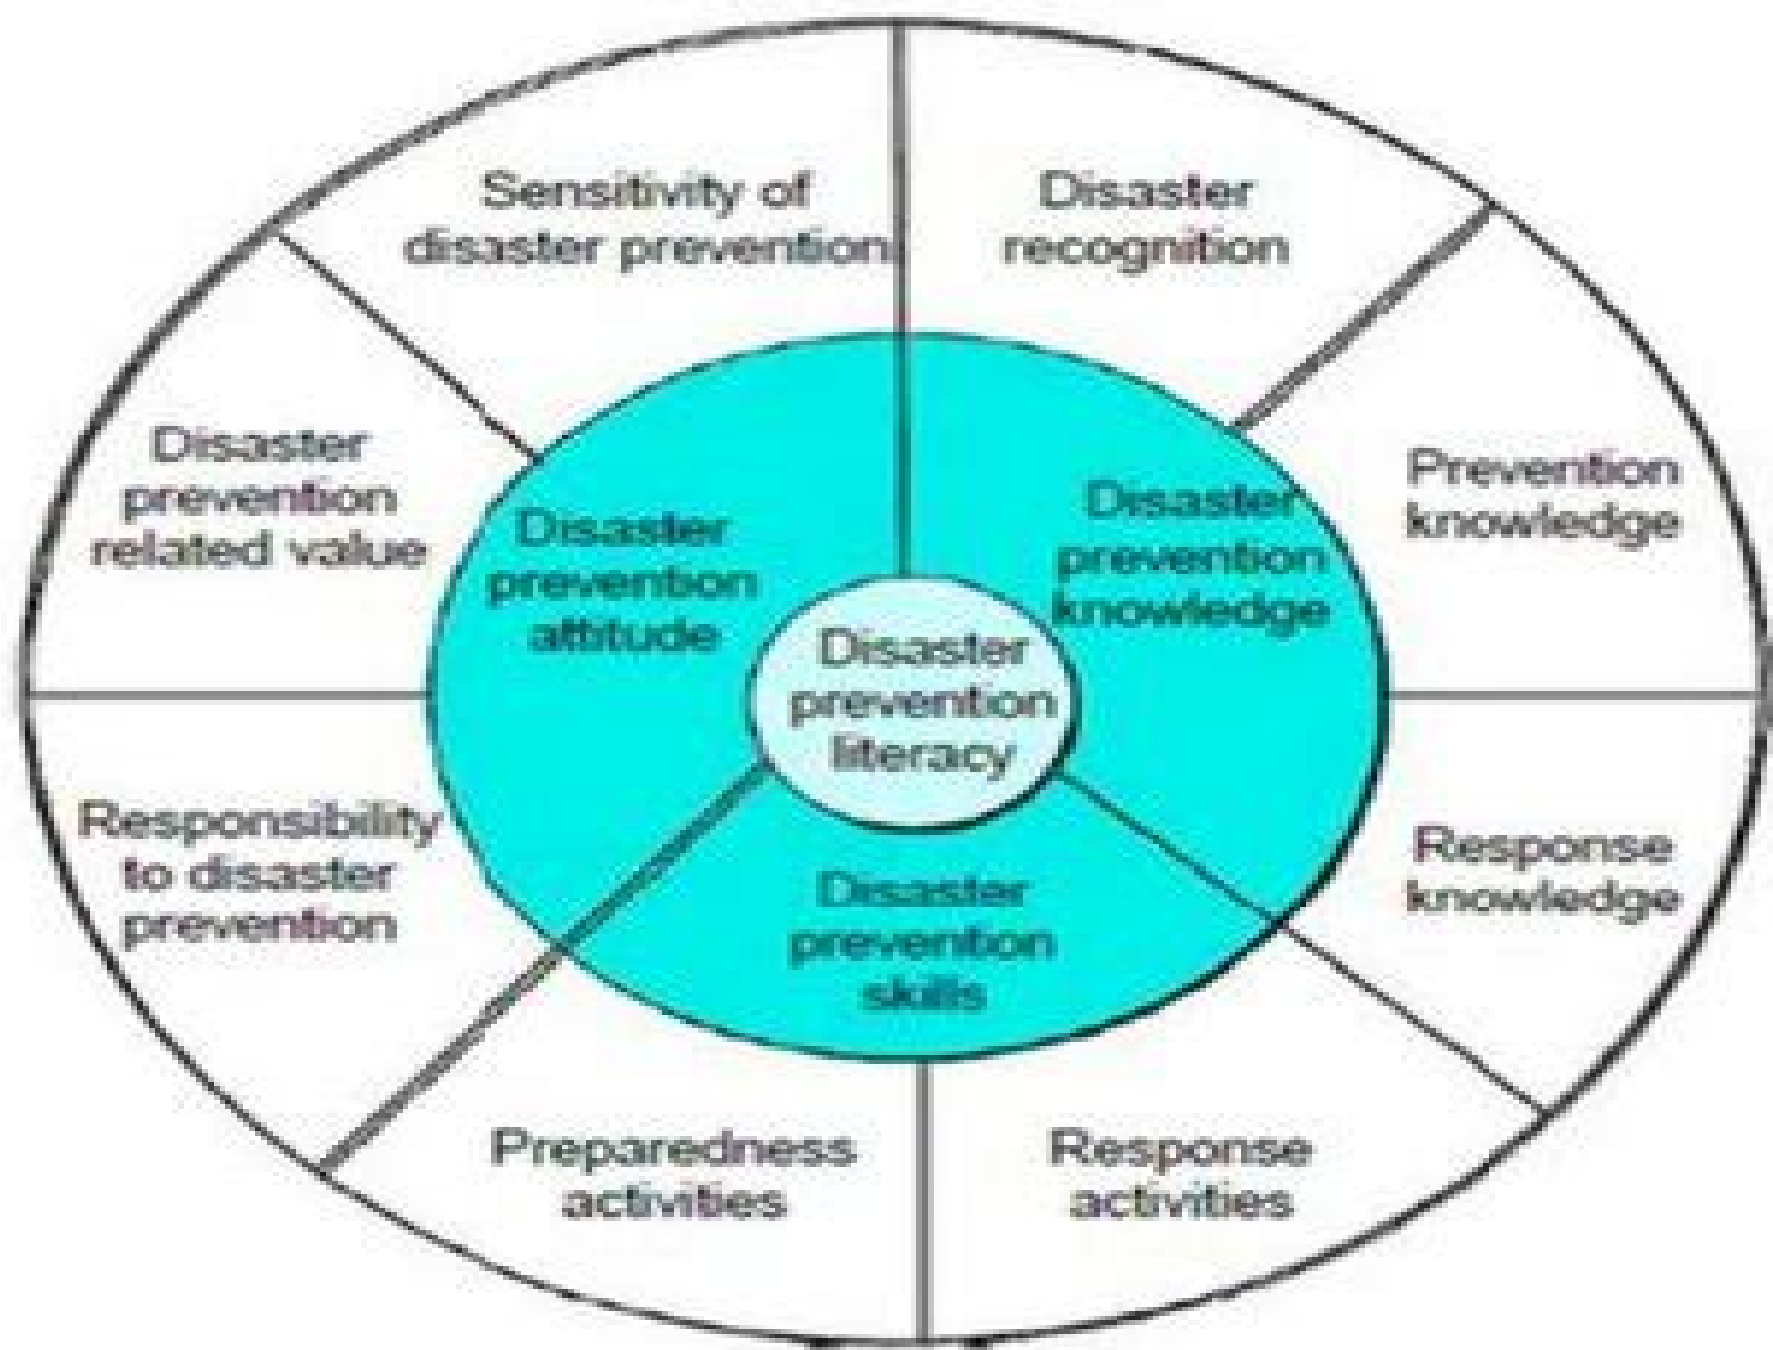 Sensitivity of
disaster prevention
Disaster
recognition
Disaster
prevention
related value
Prevention
knowledge
Disaster
prevention
attitude
Disaster
prevention
knowledge
Disaster
prevention
literacy
Responsibility
to disaster
prevention
Response
knowledge
Disaster
prevention
skills
Preparedness
activities
Response
activities